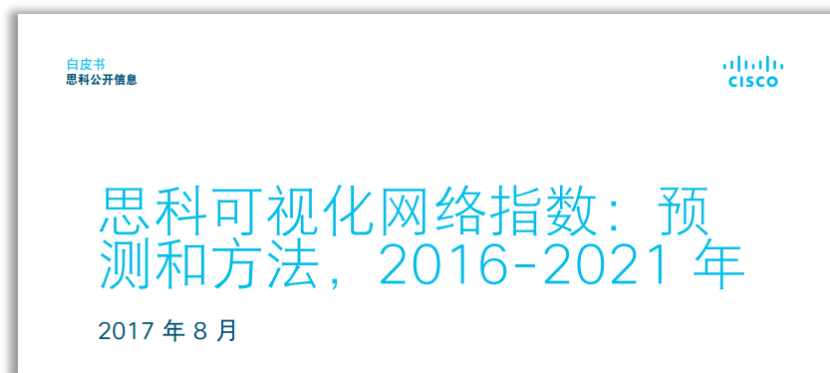 白皮书
思科公开信息
CISCO
思科可视化网络指数：预
测和方法，2016-2021 年
2017 年 8 月